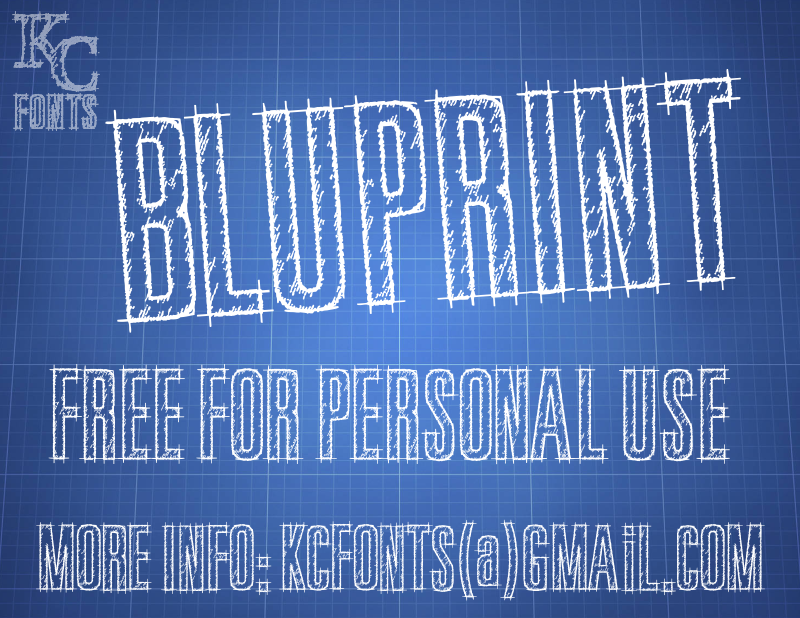 KC
FONTS
BLUPRINT
FREE FOR PERSONAL USE
MORE INFO: KCFONTS(a)GMAiL.COM